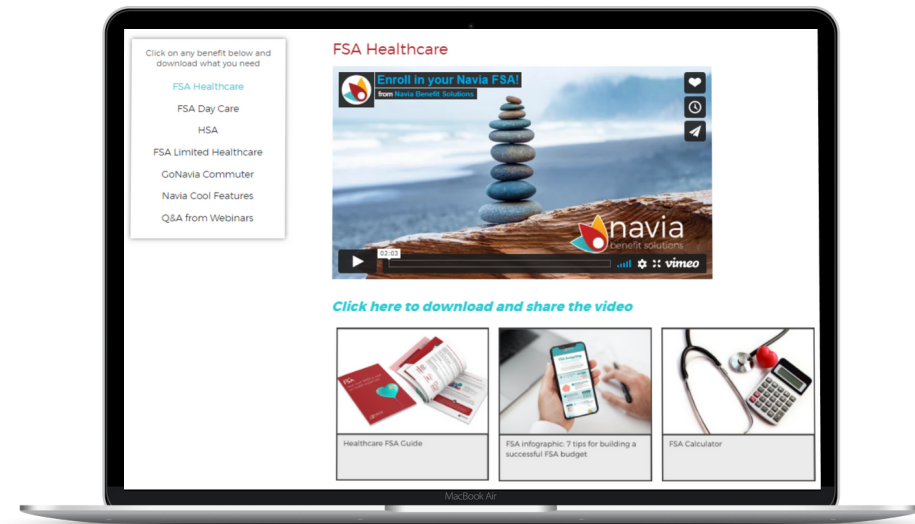 Click on any benefit below and
download what you need
FSA Healthcare
FSA Day Care
HSA
FSA Limited Healthcare
GoNavia Commuter
Navia Cool Features
Q&A from Webinars
FSA Healthcare
Enroll in your Navia FSA!
from Navia Benefit Solutions
navia
benefit solutions
02:03
vimeo
Click here to download and share the video
FSA
Healthcare FSA Guide
FSA infographic: 7 tips for building a
successful FSA budget
FSA Calculator
MacBook Air